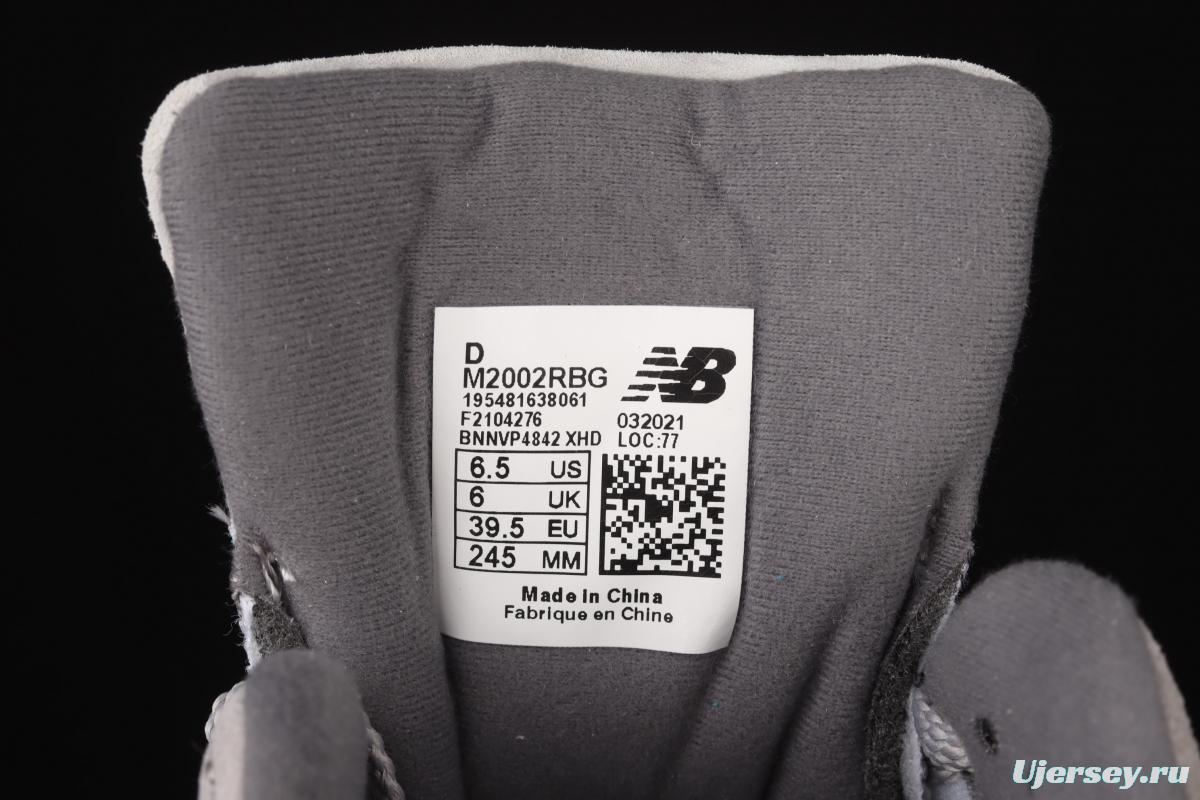 D
M2002RBG
NB
195481638061
F2104276
032021
BNNVP4842 XHD
LOC:77
6.5 US
6 UK
39.5 EU
245 MM
Made in China
Fabrique en Chine
Ujersey.ru